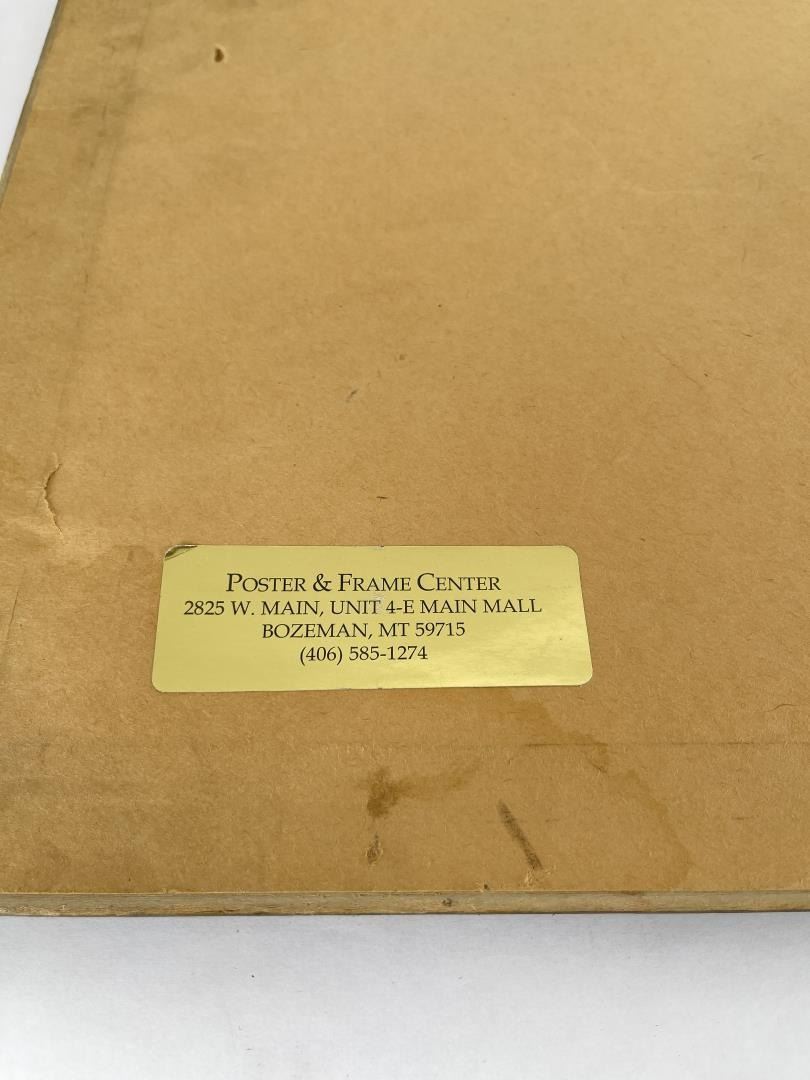 POSTER & FRAME CENTER
2825 W. MAIN, UNIT 4-E MAIN MALL
BOZEMAN, MT 59715
(406) 585-1274